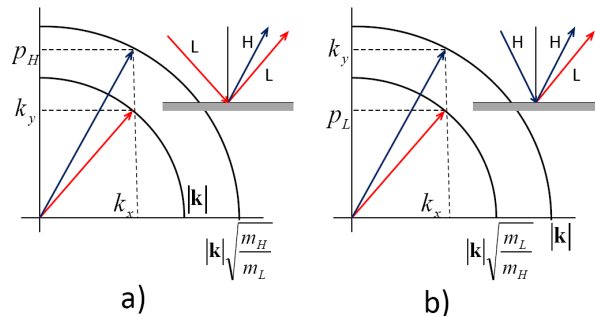 p_H
k_y
k_x
|k|
|k|√(m_H/m_L)
L
H
L
a)
k_y
p_L
k_x
|k|√(m_L/m_H)
|k|
H
H
L
b)